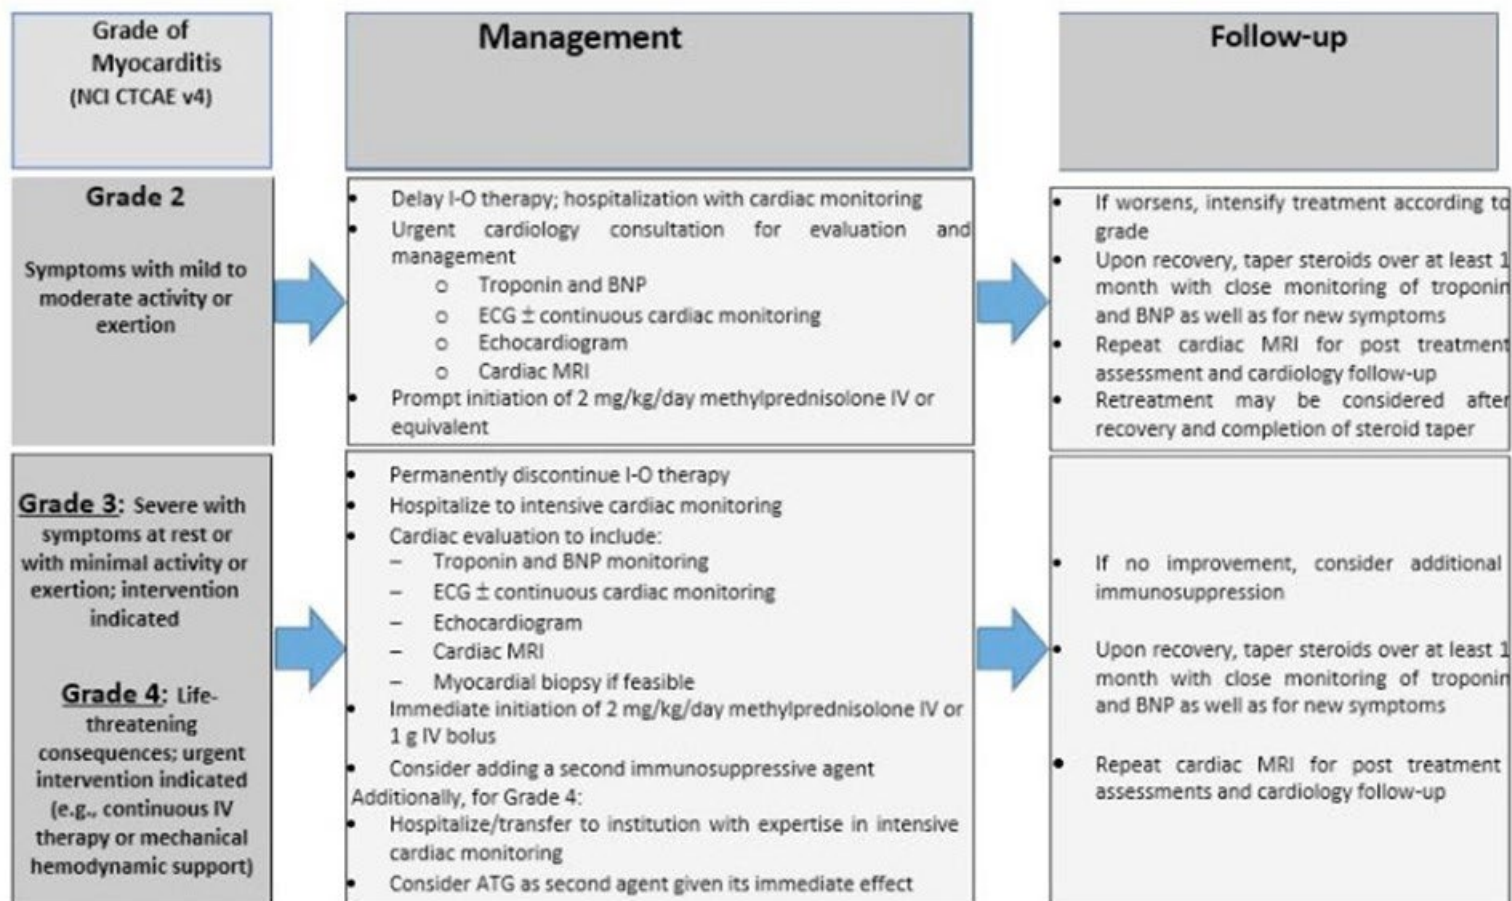 Grade of
Myocarditis
(NCI CTCAE v4)
Management
Follow-up
Grade 2
Symptoms with mild to
moderate activity or
exertion
• Delay I-O therapy; hospitalization with cardiac monitoring
• Urgent cardiology consultation for evaluation and
management
o Troponin and BNP
o ECG ± continuous cardiac monitoring
o Echocardiogram
o Cardiac MRI
• Prompt initiation of 2 mg/kg/day methylprednisolone IV or
equivalent
• If worsens, intensify treatment according to
grade
• Upon recovery, taper steroids over at least 1
month with close monitoring of troponin
and BNP as well as for new symptoms
• Repeat cardiac MRI for post treatment
assessment and cardiology follow-up
• Retreatment may be considered after
recovery and completion of steroid taper
Grade 3: Severe with
symptoms at rest or
with minimal activity or
exertion; intervention
indicated
Grade 4: Life-
threatening
consequences; urgent
intervention indicated
(e.g., continuous IV
therapy or mechanical
hemodynamic support)
• Permanently discontinue I-O therapy
• Hospitalize to intensive cardiac monitoring
• Cardiac evaluation to include:
– Troponin and BNP monitoring
– ECG ± continuous cardiac monitoring
– Echocardiogram
– Cardiac MRI
– Myocardial biopsy if feasible
• Immediate initiation of 2 mg/kg/day methylprednisolone IV or
1 g IV bolus
• Consider adding a second immunosuppressive agent
Additionally, for Grade 4:
• Hospitalize/transfer to institution with expertise in intensive
cardiac monitoring
• Consider ATG as second agent given its immediate effect
• If no improvement, consider additional
immunosuppression
• Upon recovery, taper steroids over at least 1
month with close monitoring of troponin
and BNP as well as for new symptoms
• Repeat cardiac MRI for post treatment
assessments and cardiology follow-up